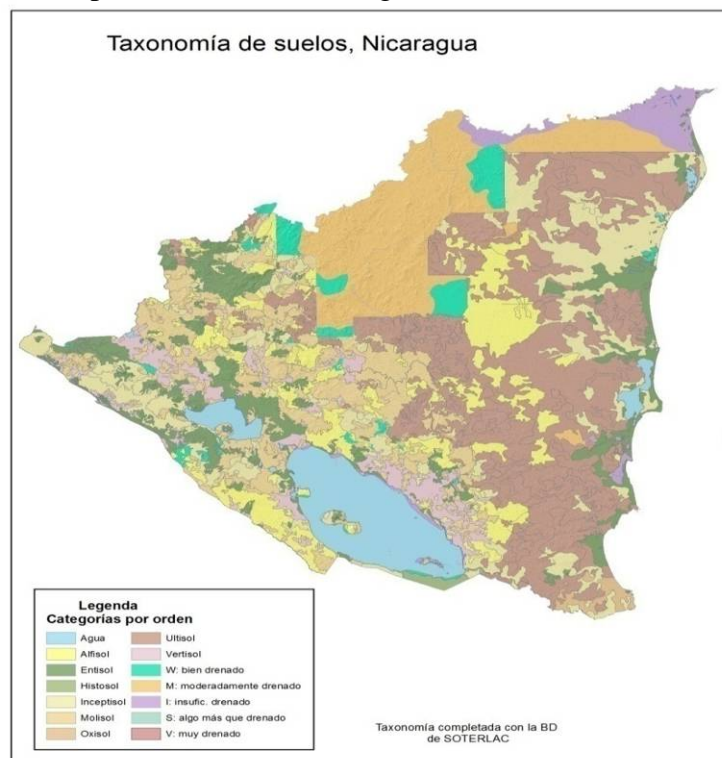 Taxonomía de suelos, Nicaragua
Legenda
Categorías por orden
Agua
Alfisol
Entisol
Histosol
Inceptisol
Molisol
Oxisol
Ultisol
Vertisol
W: bien drenado
M: moderadamente drenado
I: insufic. drenado
S: algo más que drenado
V: muy drenado
Taxonomía completada con la BD
de SOTERLAC